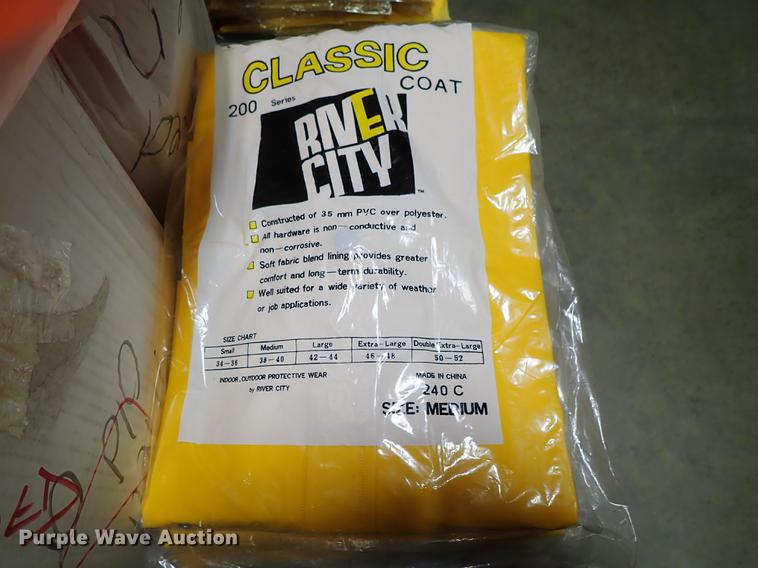 CLASSIC
200 Series COAT
RIVER
CITY
™
Constructed of 35 mm PVC over polyester.
All hardware is non-conductive and
non-corrosive.
Soft fabric blend lining provides greater
comfort and long-term durability.
Well suited for a wide variety of weather
or job applications.
SIZE CHART
Small Medium Large Extra-Large Double Extra-Large
34-36 38-40 42-44 46-48 50-52
INDOOR, OUTDOOR PROTECTIVE WEAR
by RIVER CITY
MADE IN CHINA
240 C
SIZE: MEDIUM
Purple Wave Auction